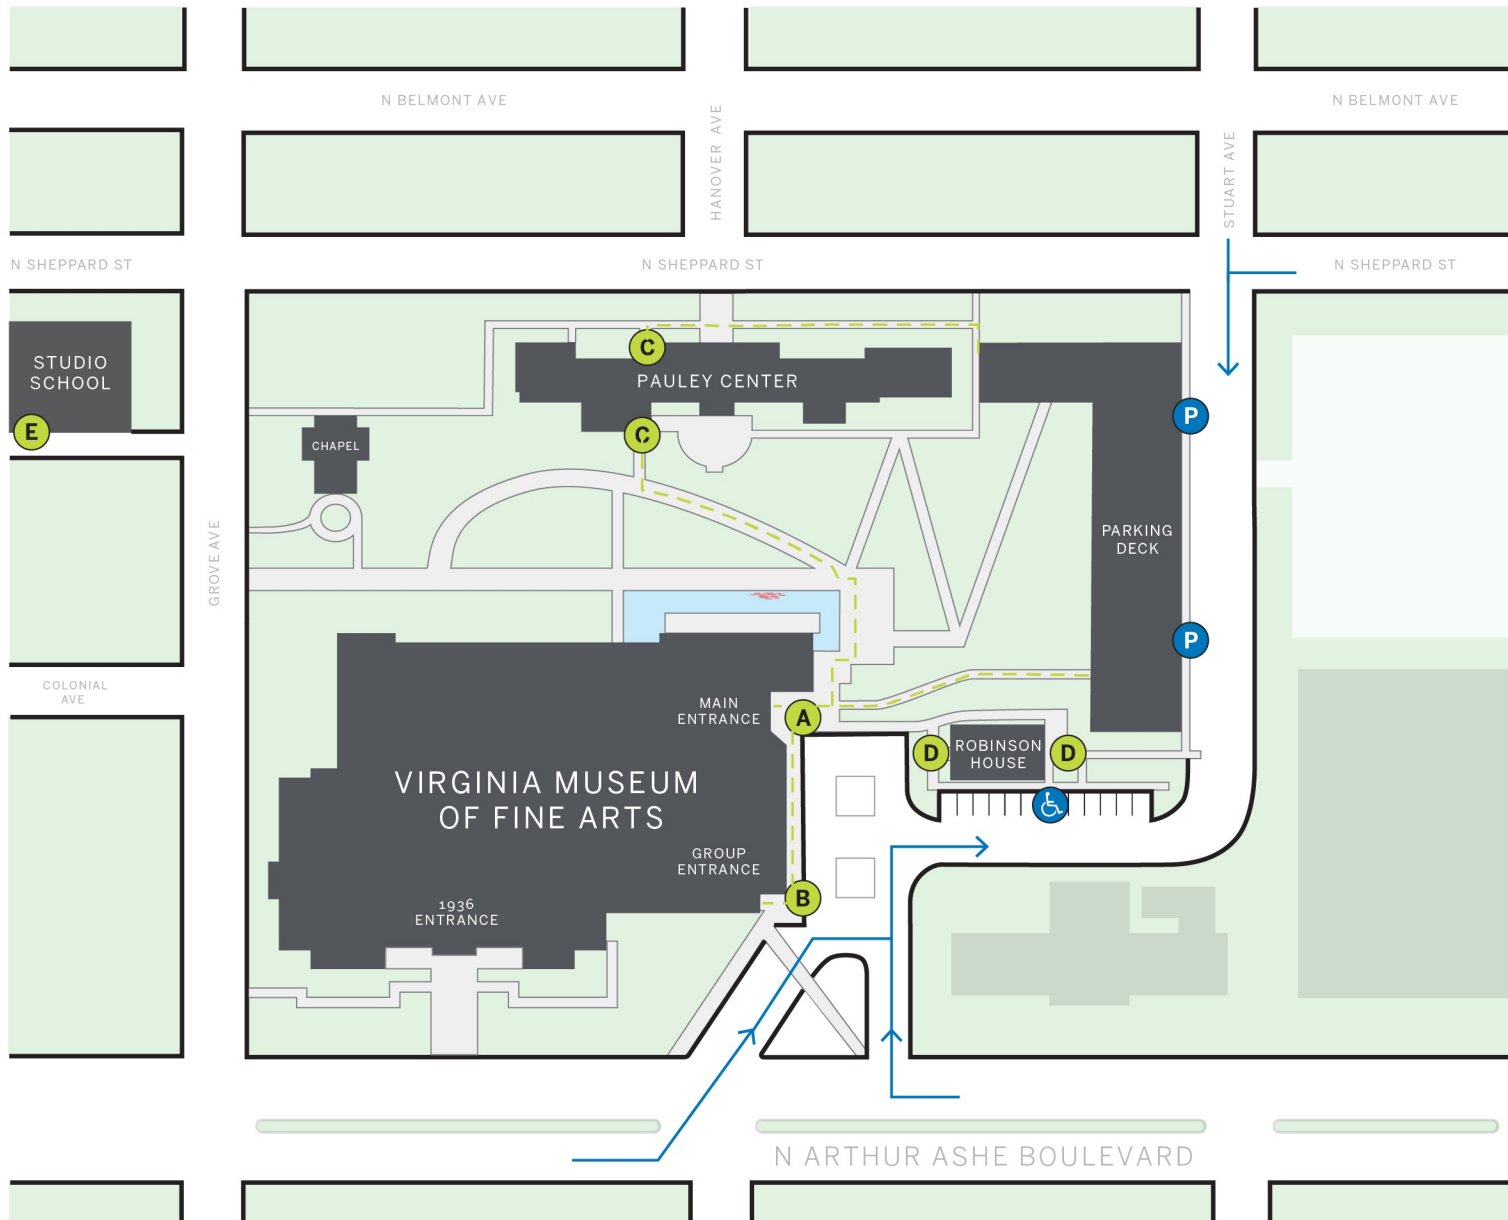 N BELMONT AVE
N BELMONT AVE
HANOVER AVE
STUART AVE
N SHEPPARD ST
N SHEPPARD ST
N SHEPPARD ST
STUDIO
SCHOOL
E
C
PAULEY CENTER
C
CHAPEL
P
GROVE AVE
PARKING
DECK
P
COLONIAL
AVE
MAIN
ENTRANCE
A
D
ROBINSON
HOUSE
D
VIRGINIA MUSEUM
OF FINE ARTS
GROUP
ENTRANCE
B
1936
ENTRANCE
N ARTHUR ASHE BOULEVARD